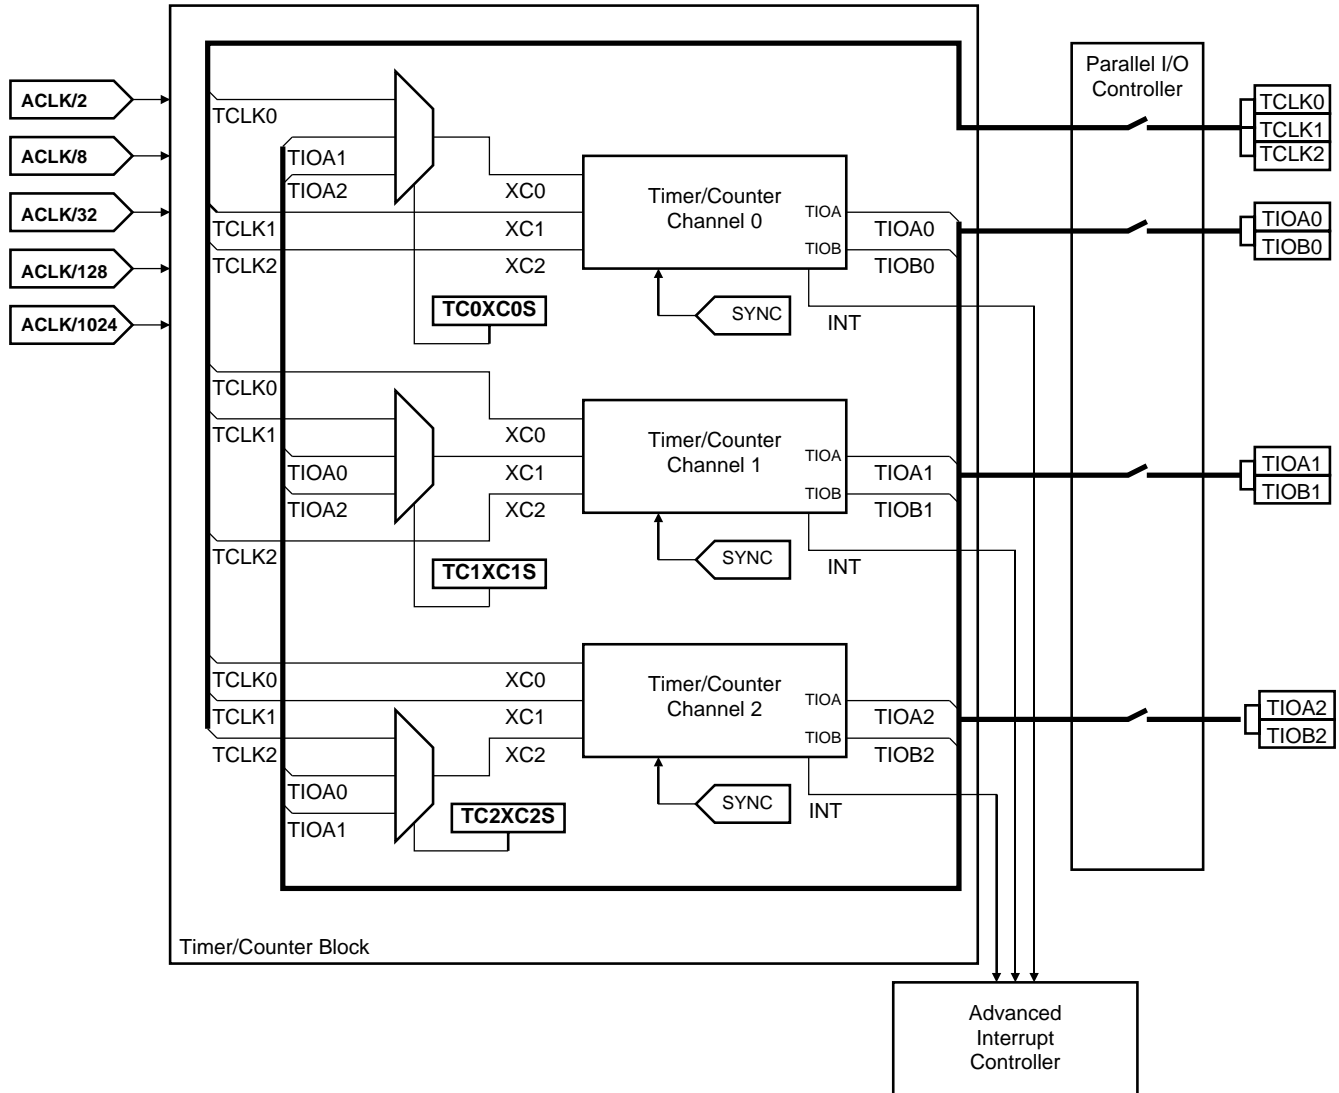 ACLK/2
ACLK/8
ACLK/32
ACLK/128
ACLK/1024
TCLK0
TIOA1
TIOA2
TCLK1
TCLK2
XC0
XC1
XC2
TC0XC0S
Timer/Counter
Channel 0
TIOA
TIOB
TIOA0
TIOB0
SYNC
INT
TCLK0
TCLK1
TIOA0
TIOA2
TCLK2
XC0
XC1
XC2
TC1XC1S
Timer/Counter
Channel 1
TIOA
TIOB
TIOA1
TIOB1
SYNC
INT
TCLK0
TCLK1
TCLK2
TIOA0
TIOA1
XC0
XC1
XC2
TC2XC2S
Timer/Counter
Channel 2
TIOA
TIOB
TIOA2
TIOB2
SYNC
INT
Timer/Counter Block
Parallel I/O
Controller
TCLK0
TCLK1
TCLK2
TIOA0
TIOB0
TIOA1
TIOB1
TIOA2
TIOB2
Advanced
Interrupt
Controller